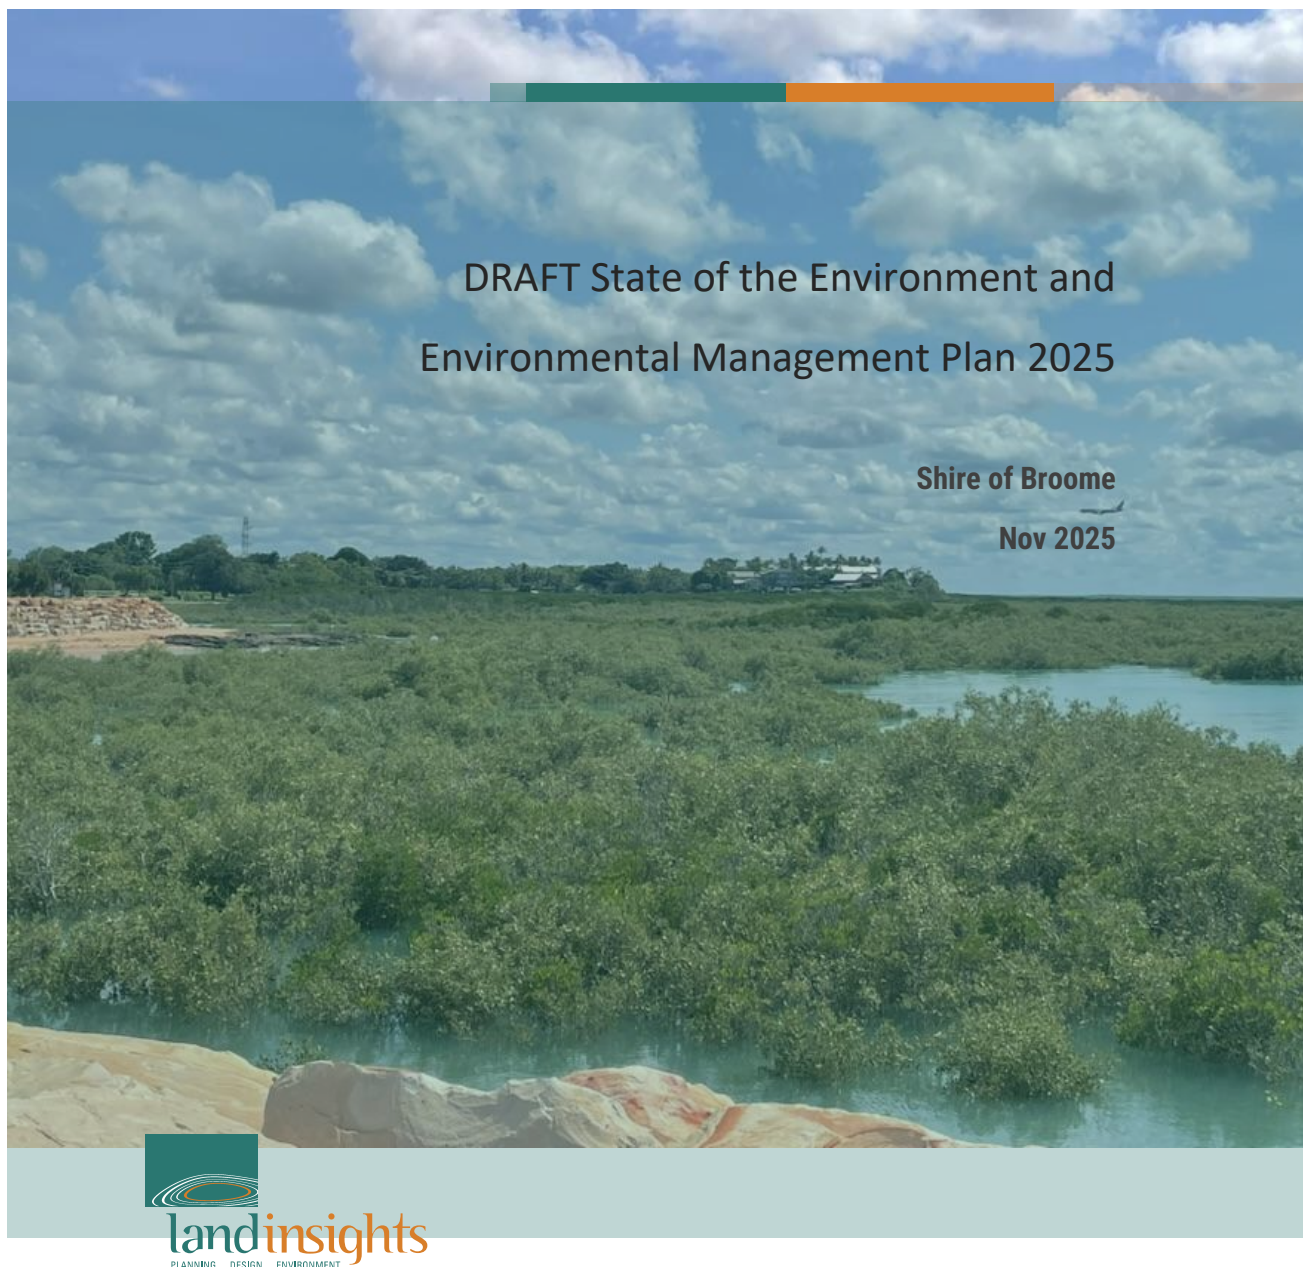 DRAFT State of the Environment and
Environmental Management Plan 2025
Shire of Broome
Nov 2025
landinsights
PLANNING DESIGN ENVIRONMENT